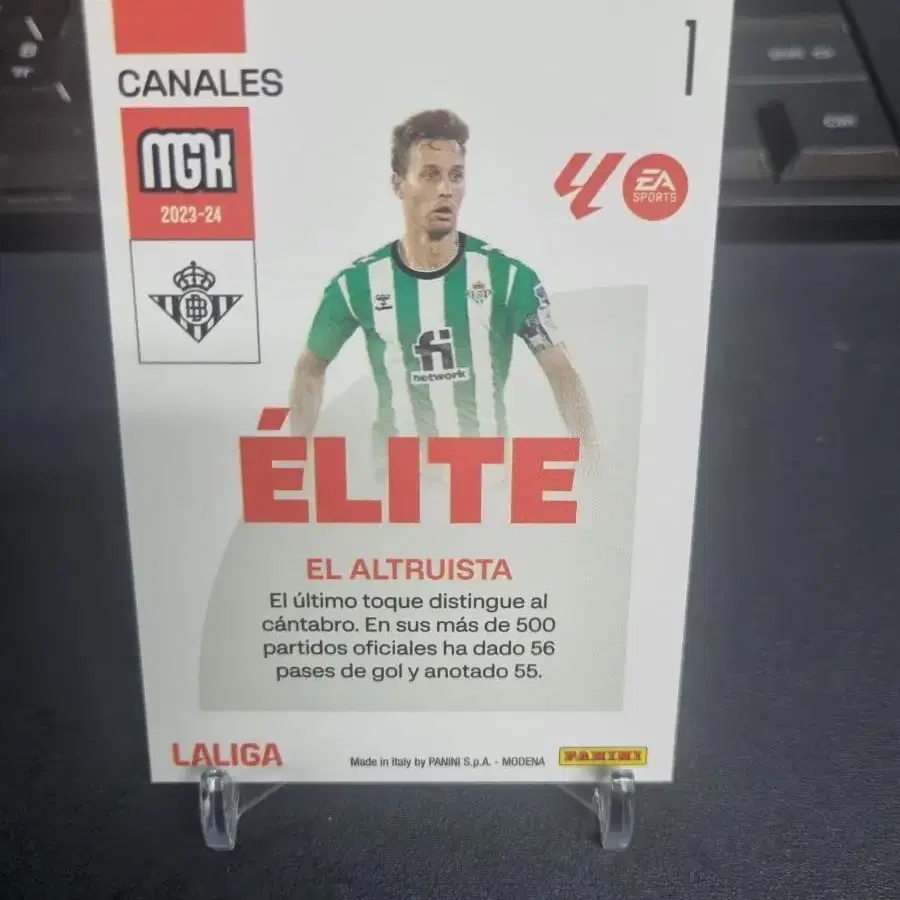 CANALES
1
MGK
2023-24
EA
SPORTS
fi
network
ÉLITE
EL ALTRUISTA
El último toque distingue al
cántabro. En sus más de 500
partidos oficiales ha dado 56
pases de gol y anotado 55.
LALIGA
Made in Italy by PANINI S.p.A. - MODENA
PANINI